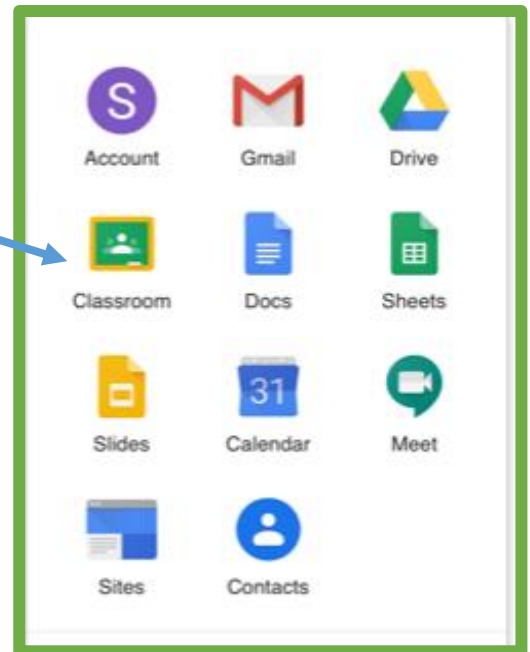 S
Account Gmail Drive
Classroom Docs Sheets
31
Slides Calendar Meet
Sites Contacts